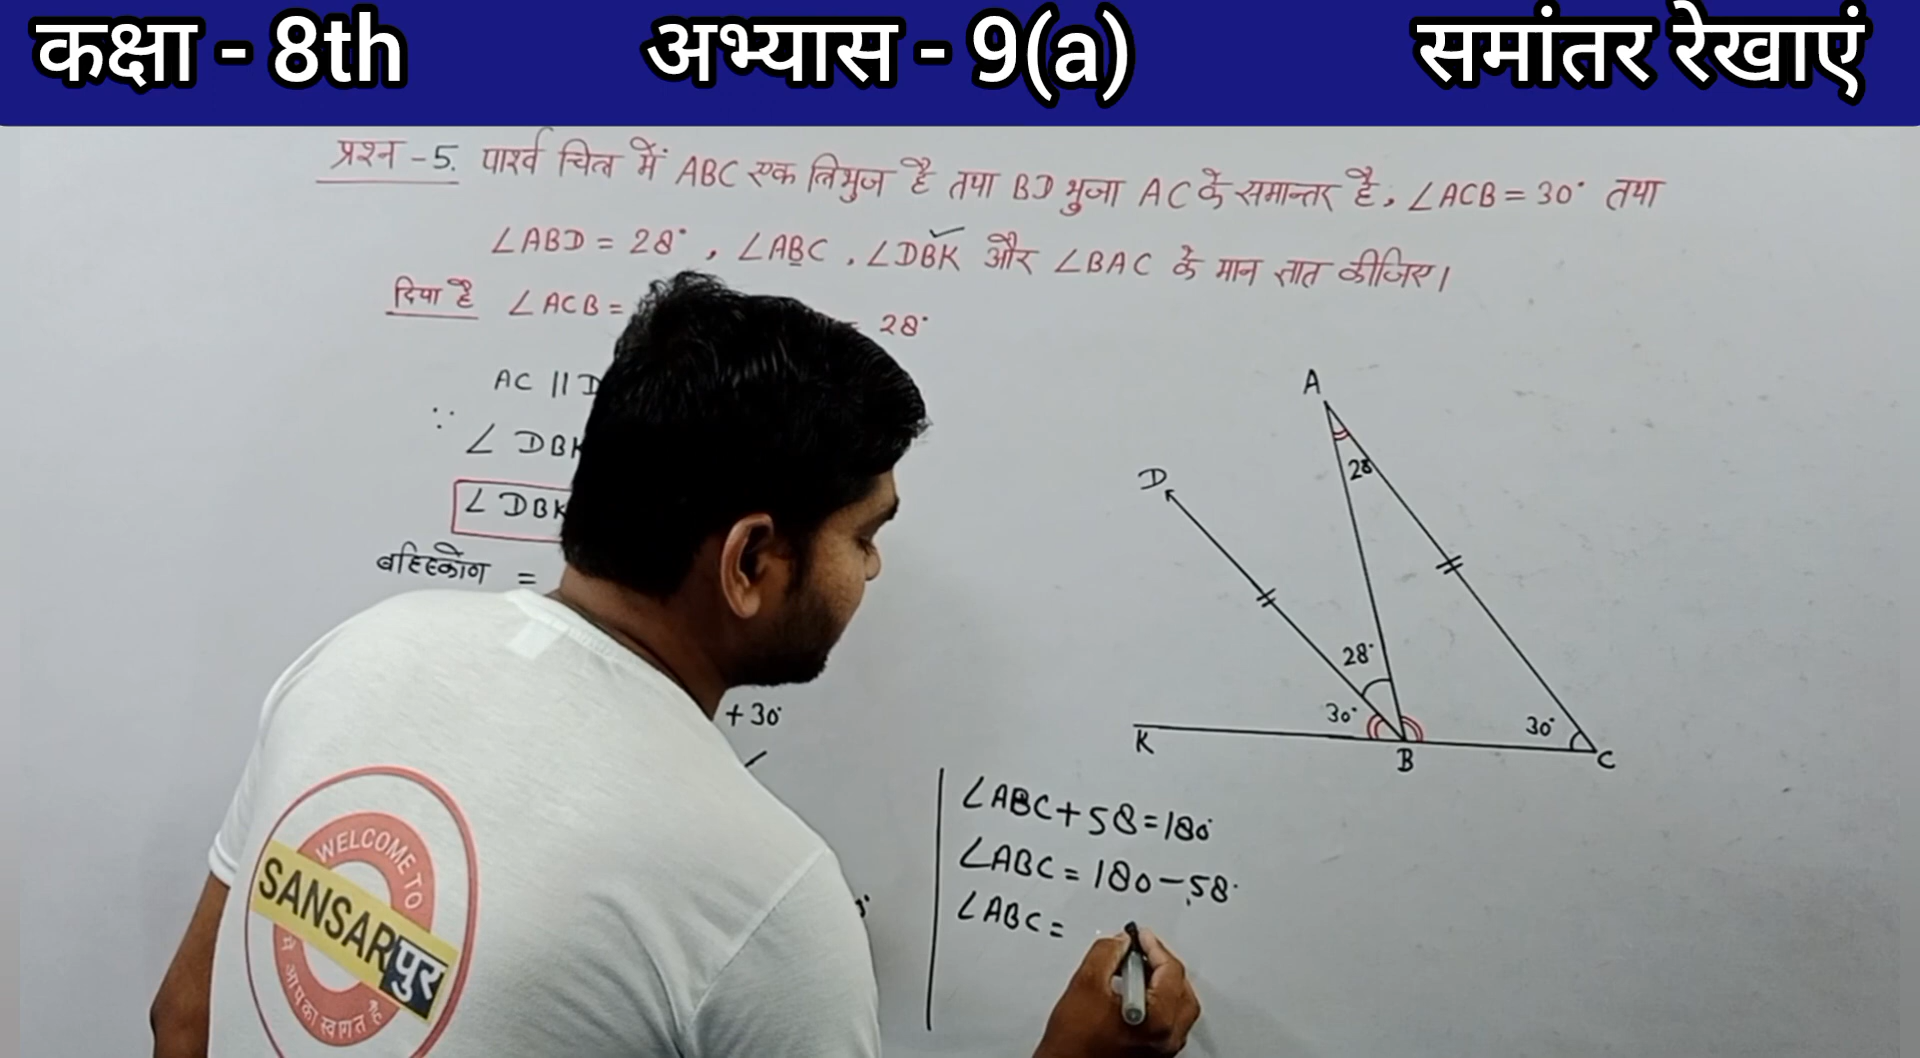 कक्षा - 8th अभ्यास - 9(a) समांतर रेखाएं
प्रश्न - 5. पार्श्व चित्र में ABC एक त्रिभुज है तथा BD भुजा AC के समान्तर है, ∠ACB = 30° तथा
∠ABD = 28°, ∠ABC, ∠DBK और ∠BAC के मान ज्ञात कीजिए।
दिया है ∠ACB = 28°
AC ||
∵
∠DBK
∠DBK
बहिष्कोण =
+ 30°
A
28
D
28°
30°
30°
K
B
C
∠ABC + 58 = 180°
∠ABC = 180 - 58°
∠ABC =
WELCOME TO
SANSARपुर
में आपका स्वागत है